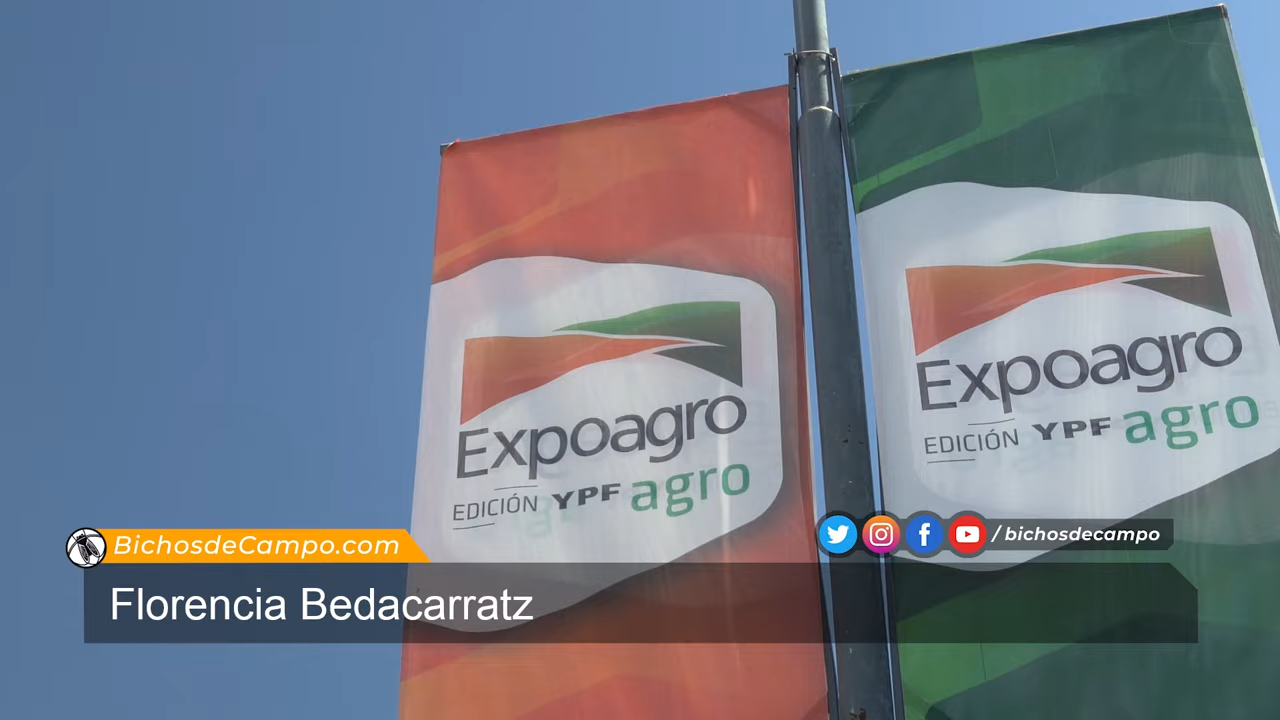 Expoagro
EDICIÓN YPF agro
Expoagro
EDICIÓN YPF agro
BichosdeCampo.com
/ bichosdecampo
Florencia Bedacarratz